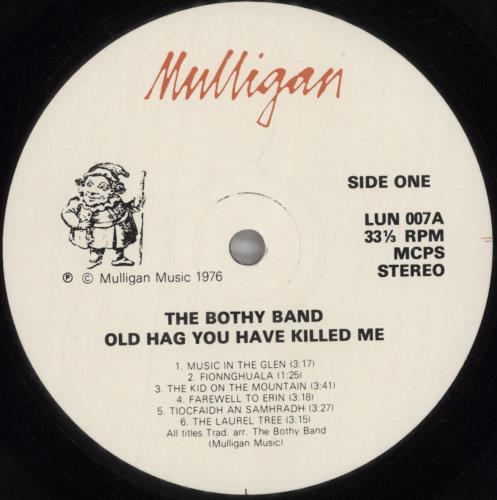 Mulligan
SIDE ONE
LUN 007A
33⅓ RPM
MCPS
STEREO
℗ © Mulligan Music 1976
THE BOTHY BAND
OLD HAG YOU HAVE KILLED ME
1. MUSIC IN THE GLEN (3:17)
2. FIONNGHUALA (1:25)
3. THE KID ON THE MOUNTAIN (3:41)
4. FAREWELL TO ERIN (3:18)
5. TIOCFAIDH AN SAMHRADH (3:27)
6. THE LAUREL TREE (3:15)
All titles Trad. arr. The Bothy Band
(Mulligan Music)